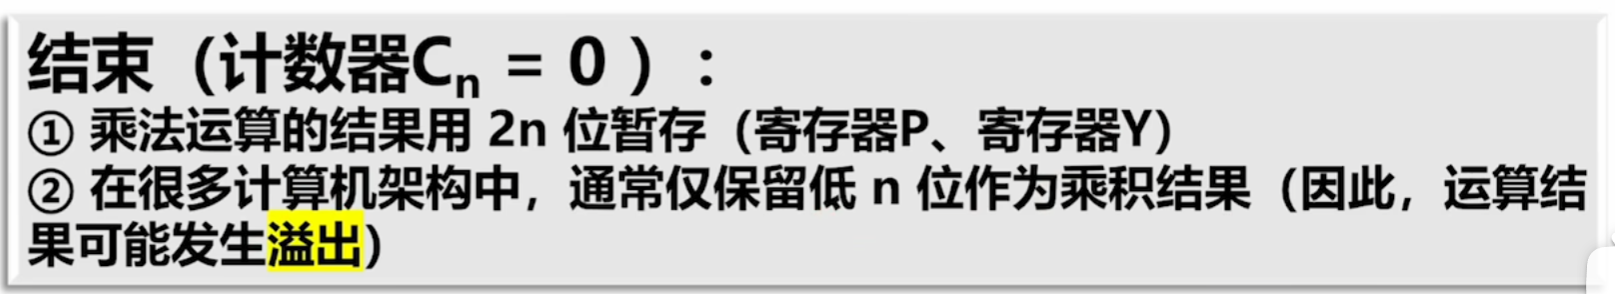 结束（计数器Cn = 0 ）：
① 乘法运算的结果用 2n 位暂存（寄存器P、寄存器Y）
② 在很多计算机架构中，通常仅保留低 n 位作为乘积结果（因此，运算结
果可能发生溢出）